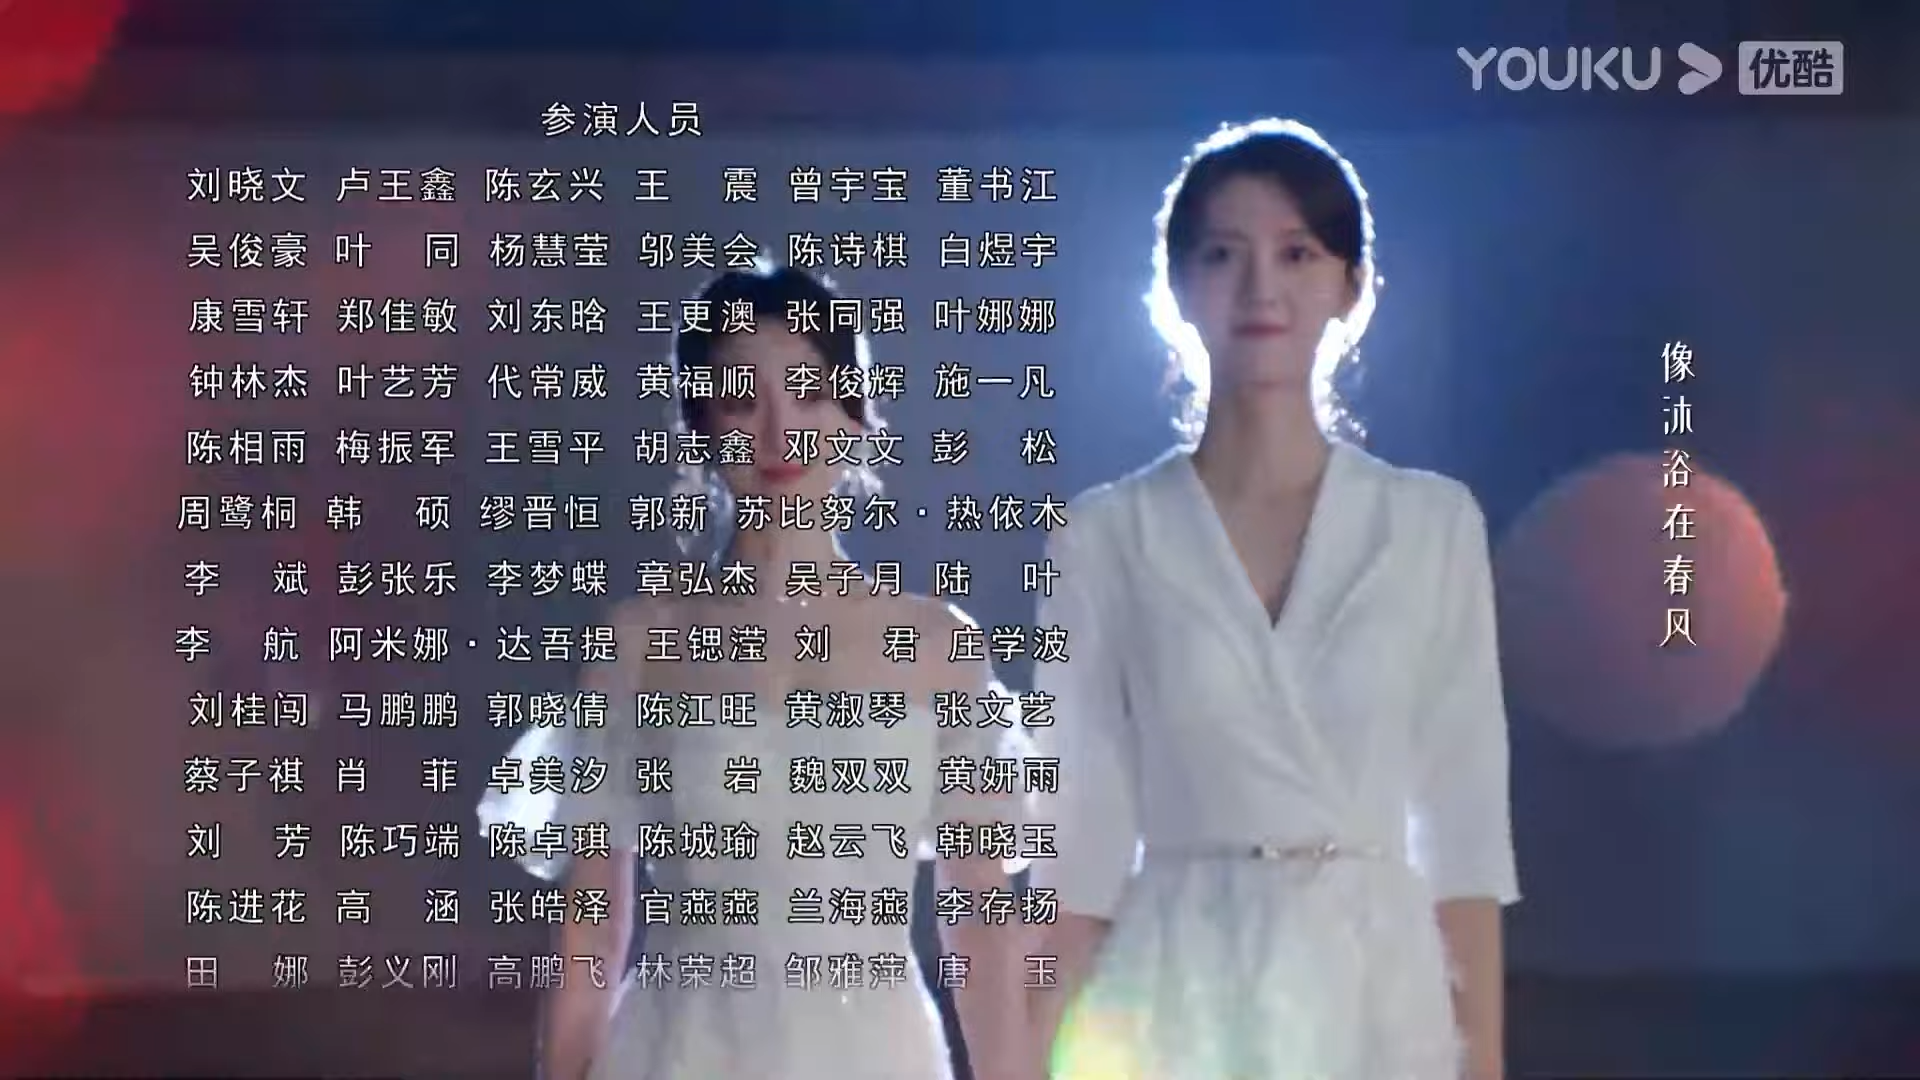 YOUKU 优酷
参演人员
刘晓文 卢王鑫 陈玄兴 王 震 曾宇宝 董书江
吴俊豪 叶 同 杨慧莹 邬美会 陈诗棋 白煜宇
康雪轩 郑佳敏 刘东晗 王更澳 张同强 叶娜娜
钟林杰 叶艺芳 代常威 黄福顺 李俊辉 施一凡
陈相雨 梅振军 王雪平 胡志鑫 邓文文 彭 松
周鹭桐 韩 硕 缪晋恒 郭新 苏比努尔·热依木
李 斌 彭张乐 李梦蝶 章弘杰 吴子月 陆 叶
李 航 阿米娜·达吾提 王锶滢 刘 君 庄学波
刘桂闯 马鹏鹏 郭晓倩 陈江旺 黄淑琴 张文艺
蔡子祺 肖 菲 卓美汐 张 岩 魏双双 黄妍雨
刘 芳 陈巧端 陈卓琪 陈城瑜 赵云飞 韩晓玉
陈进花 高 涵 张皓泽 官燕燕 兰海燕 李存扬
田 娜 彭义刚 高鹏飞 林荣超 邹雅萍 唐 玉
像沐浴在春风